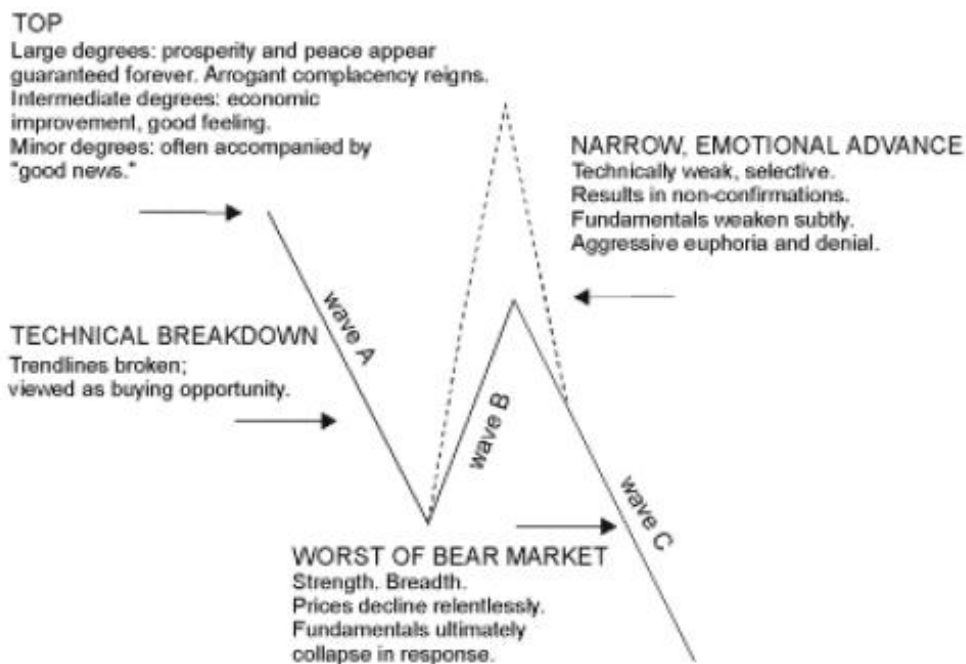 TOP
Large degrees: prosperity and peace appear
guaranteed forever. Arrogant complacency reigns.
Intermediate degrees: economic
improvement, good feeling.
Minor degrees: often accompanied by
"good news."
NARROW, EMOTIONAL ADVANCE
Technically weak, selective.
Results in non-confirmations.
Fundamentals weaken subtly.
Aggressive euphoria and denial.
wave A
TECHNICAL BREAKDOWN
Trendlines broken;
viewed as buying opportunity.
wave B
wave C
WORST OF BEAR MARKET
Strength. Breadth.
Prices decline relentlessly.
Fundamentals ultimately
collapse in response.